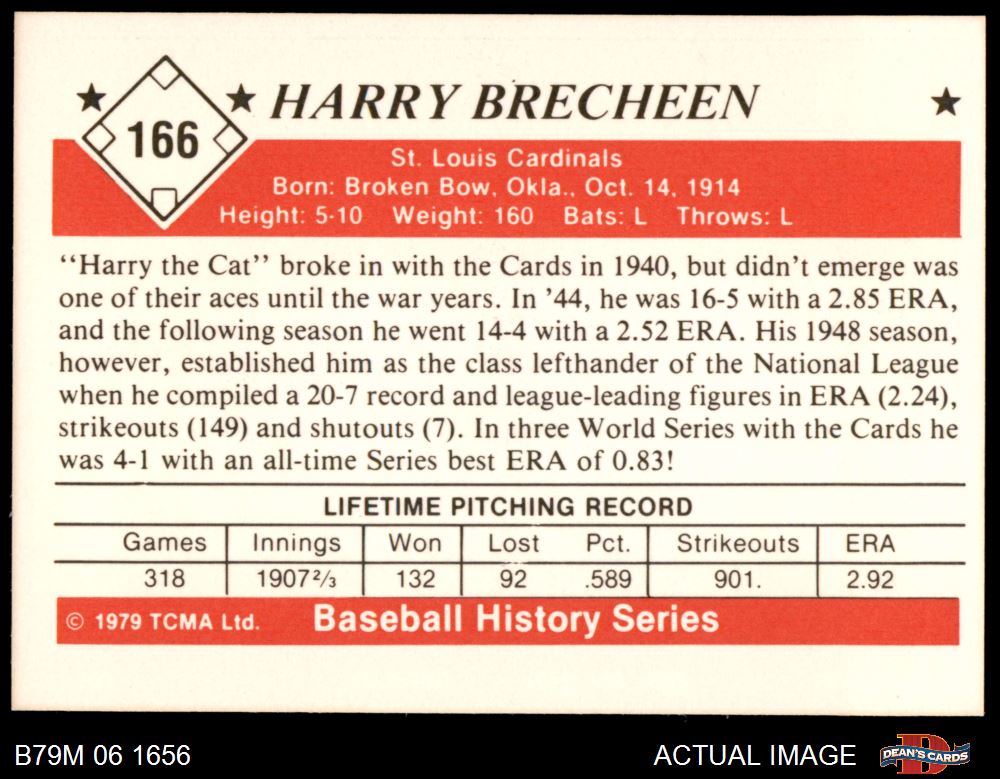 166
HARRY BRECHEEN
St. Louis Cardinals
Born: Broken Bow, Okla., Oct. 14, 1914
Height: 5-10 Weight: 160 Bats: L Throws: L
“Harry the Cat” broke in with the Cards in 1940, but didn’t emerge was
one of their aces until the war years. In ’44, he was 16-5 with a 2.85 ERA,
and the following season he went 14-4 with a 2.52 ERA. His 1948 season,
however, established him as the class lefthander of the National League
when he compiled a 20-7 record and league-leading figures in ERA (2.24),
strikeouts (149) and shutouts (7). In three World Series with the Cards he
was 4-1 with an all-time Series best ERA of 0.83!
LIFETIME PITCHING RECORD
Games Innings Won Lost Pct. Strikeouts ERA
318 1907⅔ 132 92 .589 901. 2.92
© 1979 TCMA Ltd. Baseball History Series
B79M 06 1656 ACTUAL IMAGE DEAN'S CARDS